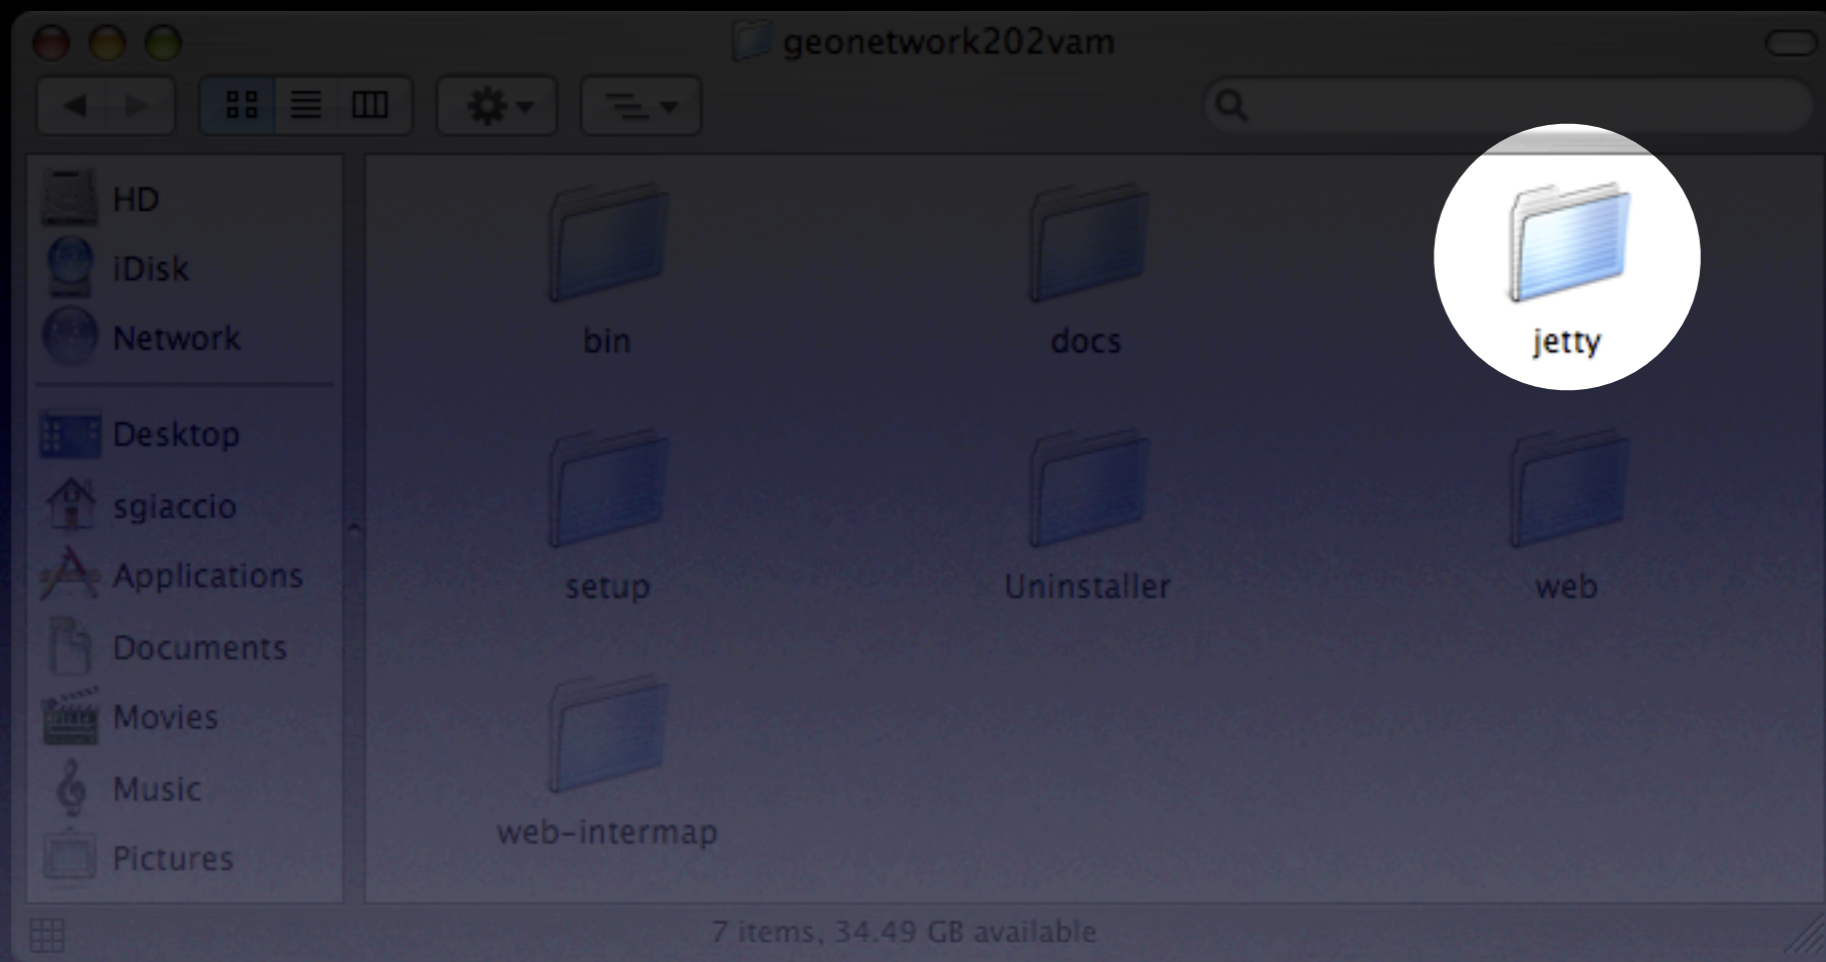 geonetwork202vam
HD
iDisk
Network
Desktop
sgiaccio
Applications
Documents
Movies
Music
Pictures
bin
docs
jetty
setup
Uninstaller
web
web-intermap
7 items, 34.49 GB available